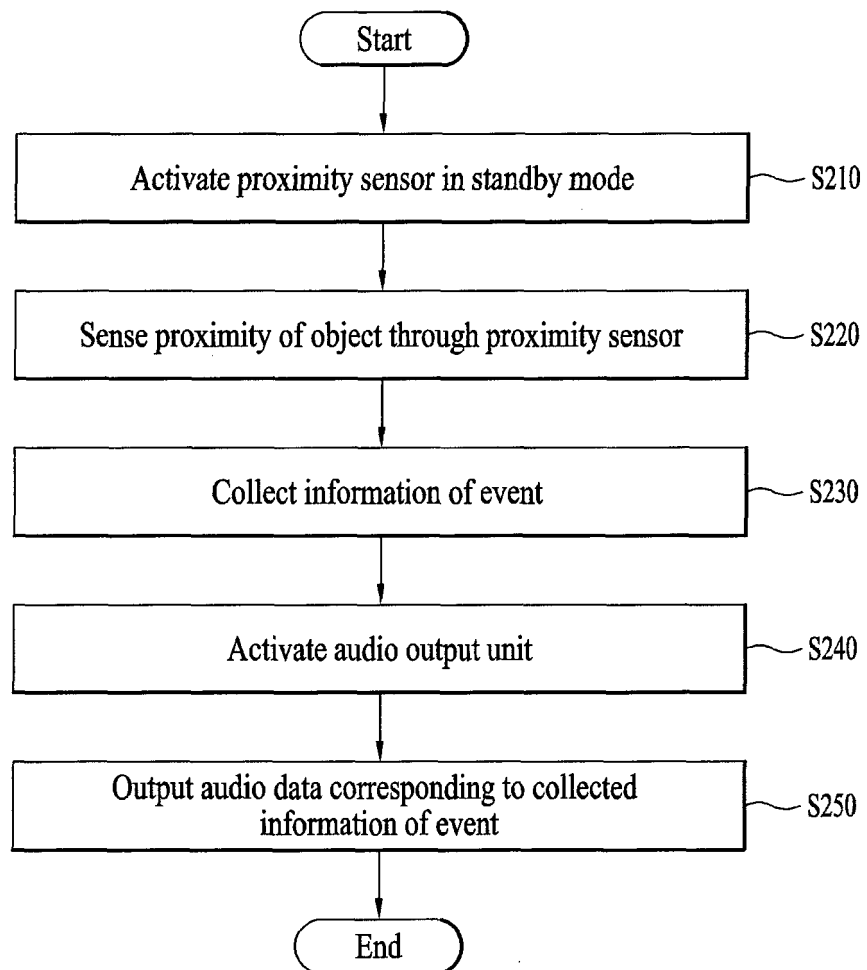 Start
Activate proximity sensor in standby mode
S210
Sense proximity of object through proximity sensor
S220
Collect information of event
S230
Activate audio output unit
S240
Output audio data corresponding to collected
information of event
S250
End